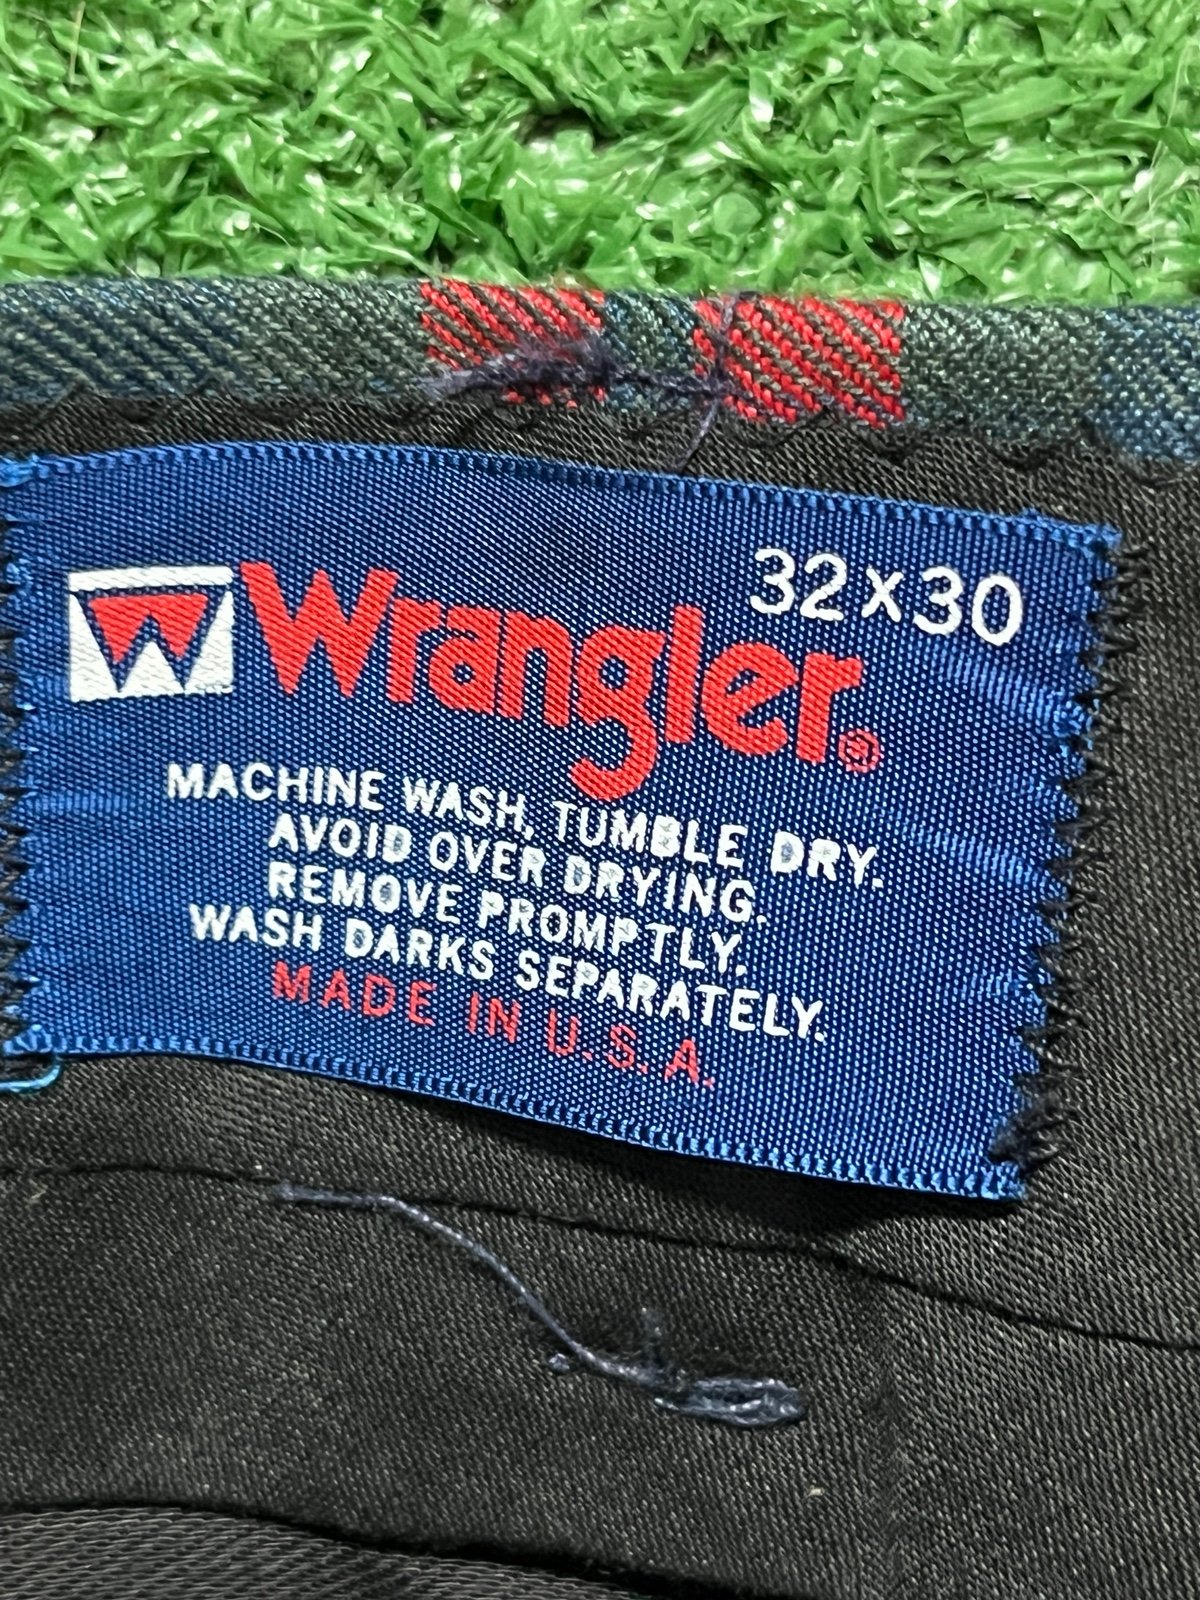 32x30
W Wrangler®
MACHINE WASH, TUMBLE DRY.
AVOID OVER DRYING.
REMOVE PROMPTLY.
WASH DARKS SEPARATELY.
MADE IN U.S.A.